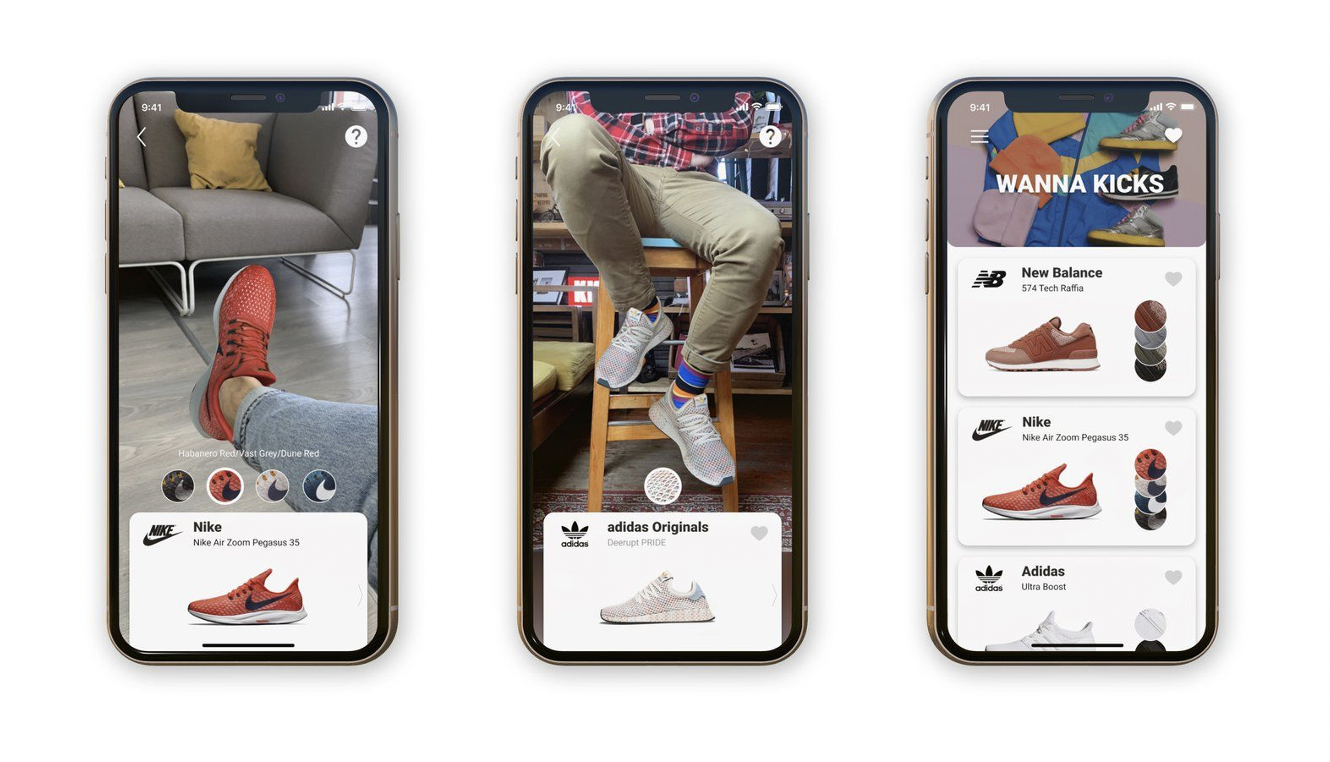 9:41
?
Habanero Red/Vast Grey/Dune Red
NIKE
Nike
Nike Air Zoom Pegasus 35
9:41
?
KI
adidas
adidas Originals
Deerupt PRIDE
9:41
WANNA KICKS
NB
New Balance
574 Tech Raffia
NIKE
Nike
Nike Air Zoom Pegasus 35
adidas
Adidas
Ultra Boost